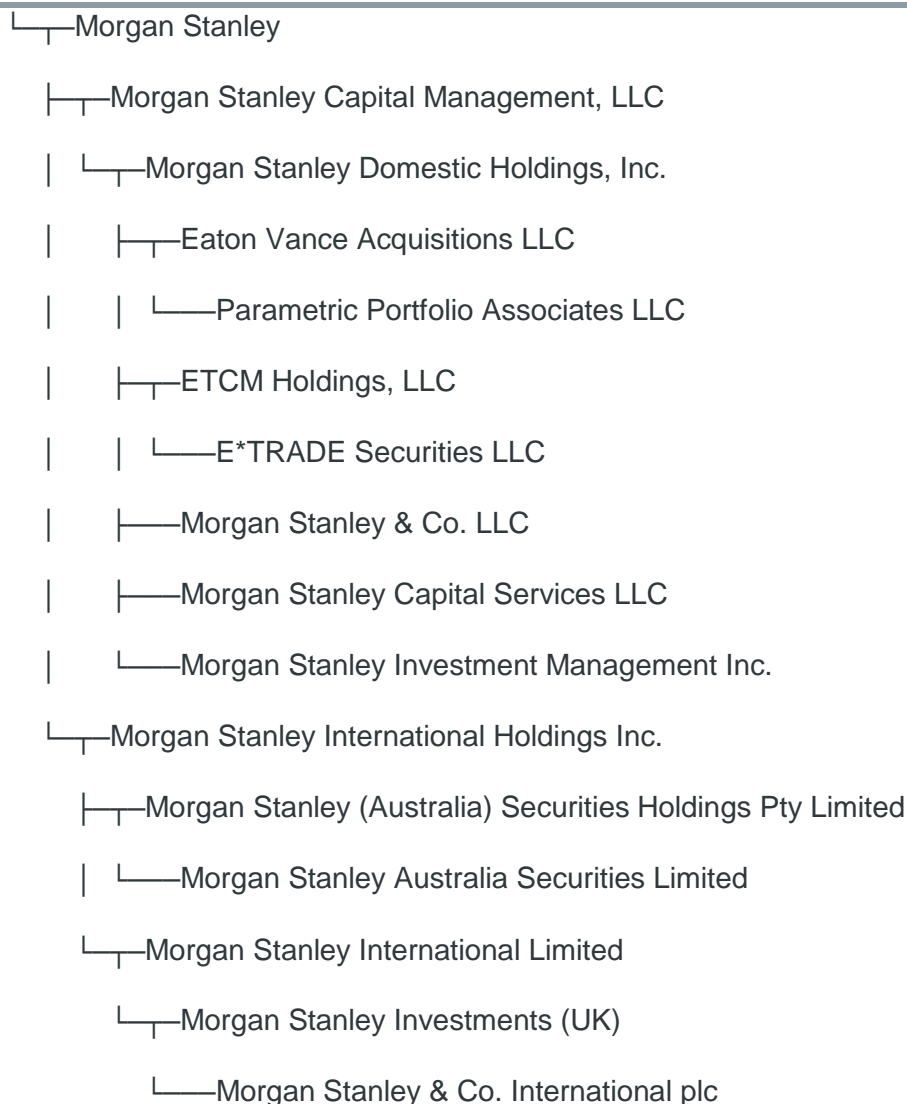 └─┬─Morgan Stanley
├─┬─Morgan Stanley Capital Management, LLC
│ └─┬─Morgan Stanley Domestic Holdings, Inc.
│ ├─┬─Eaton Vance Acquisitions LLC
│ │ └───Parametric Portfolio Associates LLC
│ ├─┬─ETCM Holdings, LLC
│ │ └───E*TRADE Securities LLC
│ ├───Morgan Stanley & Co. LLC
│ ├───Morgan Stanley Capital Services LLC
│ └───Morgan Stanley Investment Management Inc.
└─┬─Morgan Stanley International Holdings Inc.
├─┬─Morgan Stanley (Australia) Securities Holdings Pty Limited
│ └───Morgan Stanley Australia Securities Limited
└─┬─Morgan Stanley International Limited
└─┬─Morgan Stanley Investments (UK)
└───Morgan Stanley & Co. International plc